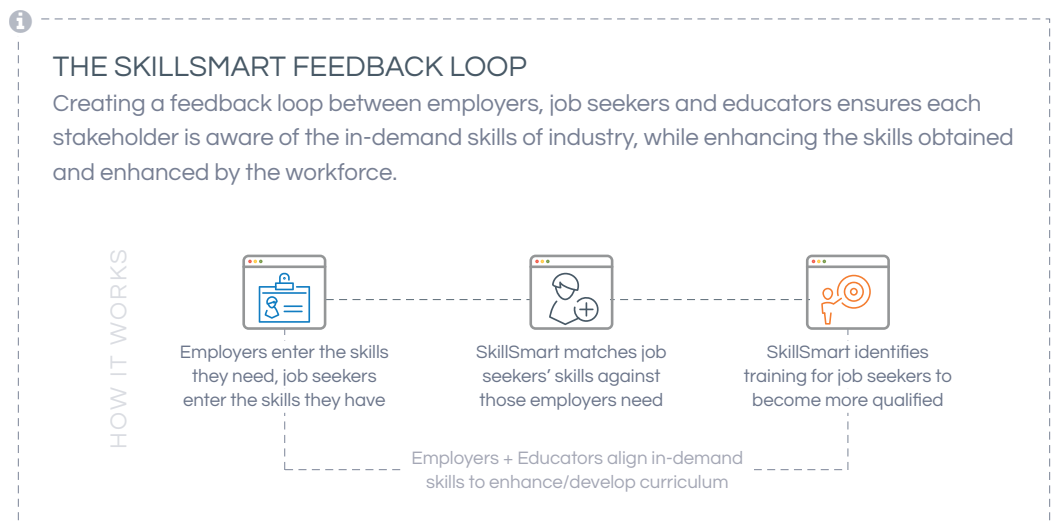 THE SKILLSMART FEEDBACK LOOP
Creating a feedback loop between employers, job seekers and educators ensures each
stakeholder is aware of the in-demand skills of industry, while enhancing the skills obtained
and enhanced by the workforce.
HOW IT WORKS
Employers enter the skills
they need, job seekers
enter the skills they have
SkillSmart matches job
seekers’ skills against
those employers need
SkillSmart identifies
training for job seekers to
become more qualified
Employers + Educators align in-demand
skills to enhance/develop curriculum